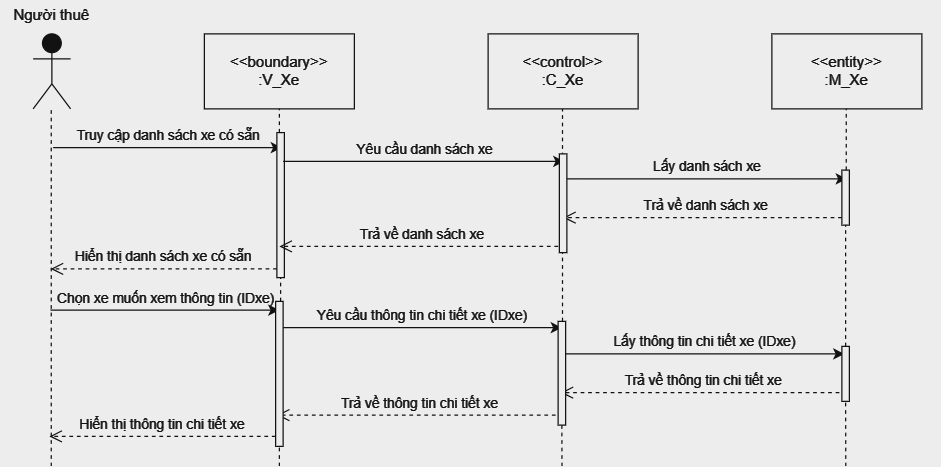 Người thuê
<<boundary>>
:V_Xe
<<control>>
:C_Xe
<<entity>>
:M_Xe
Truy cập danh sách xe có sẵn
Yêu cầu danh sách xe
Lấy danh sách xe
Trả về danh sách xe
Trả về danh sách xe
Hiển thị danh sách xe có sẵn
Chọn xe muốn xem thông tin (IDxe)
Yêu cầu thông tin chi tiết xe (IDxe)
Lấy thông tin chi tiết xe (IDxe)
Trả về thông tin chi tiết xe
Trả về thông tin chi tiết xe
Hiển thị thông tin chi tiết xe